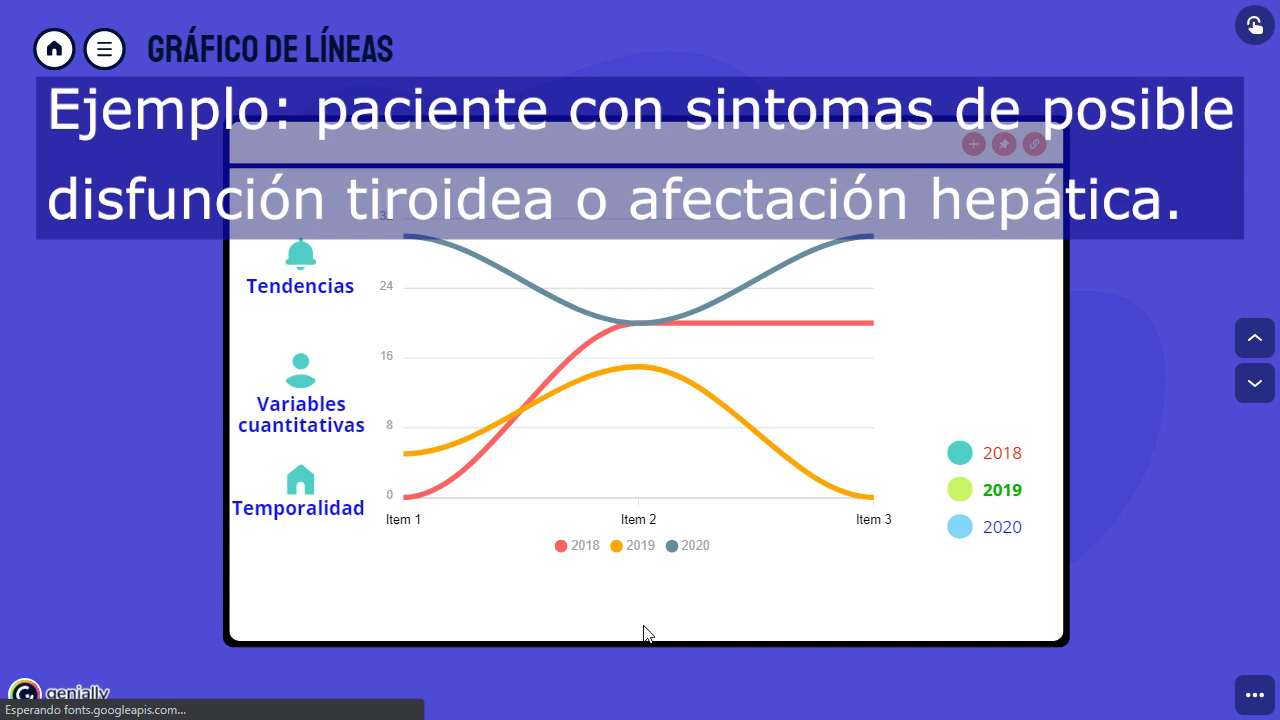 GRÁFICO DE LÍNEAS
Ejemplo: paciente con sintomas de posible
disfunción tiroidea o afectación hepática.
Tendencias
24
Variables
cuantitativas
16
8
Temporalidad
0
Item 1
Item 2
Item 3
2018
2019
2020
2018
2019
2020
genially
Esperando fonts.googleapis.com...